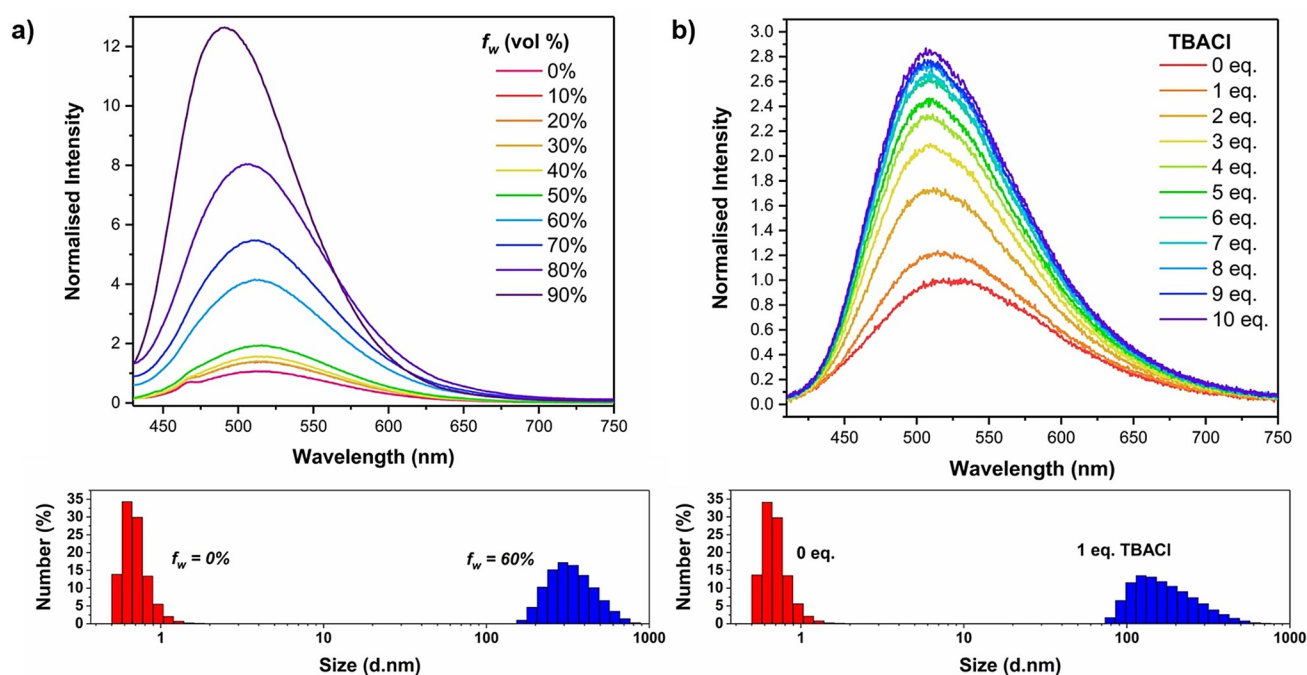 a)
f_w (vol %)
0%
10%
20%
30%
40%
50%
60%
70%
80%
90%
12
10
8
6
4
2
0
Normalised Intensity
450 500 550 600 650 700 750
Wavelength (nm)
35
30
25
20
15
10
5
0
Number (%)
f_w = 0%
f_w = 60%
1 10 100 1000
Size (d.nm)
b)
TBACl
0 eq.
1 eq.
2 eq.
3 eq.
4 eq.
5 eq.
6 eq.
7 eq.
8 eq.
9 eq.
10 eq.
3.0
2.8
2.6
2.4
2.2
2.0
1.8
1.6
1.4
1.2
1.0
0.8
0.6
0.4
0.2
0.0
Normalised Intensity
450 500 550 600 650 700 750
Wavelength (nm)
35
30
25
20
15
10
5
0
Number (%)
0 eq.
1 eq. TBACl
1 10 100 1000
Size (d.nm)